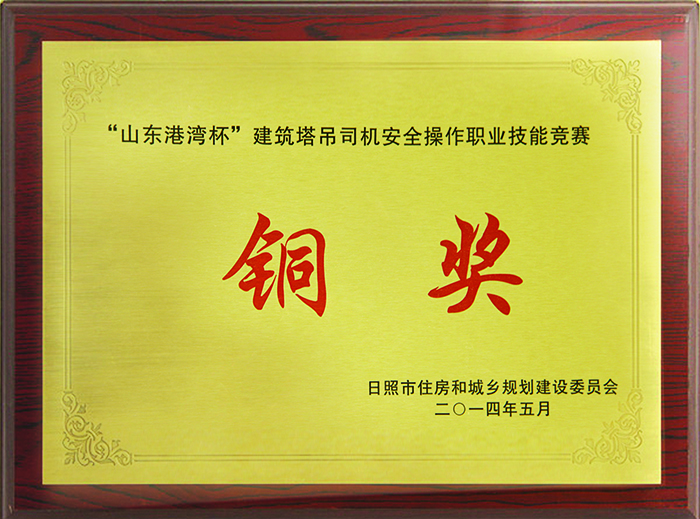 “山东港湾杯”建筑塔吊司机安全操作职业技能竞赛
铜 奖
日照市住房和城乡规划建设委员会
二〇一四年五月